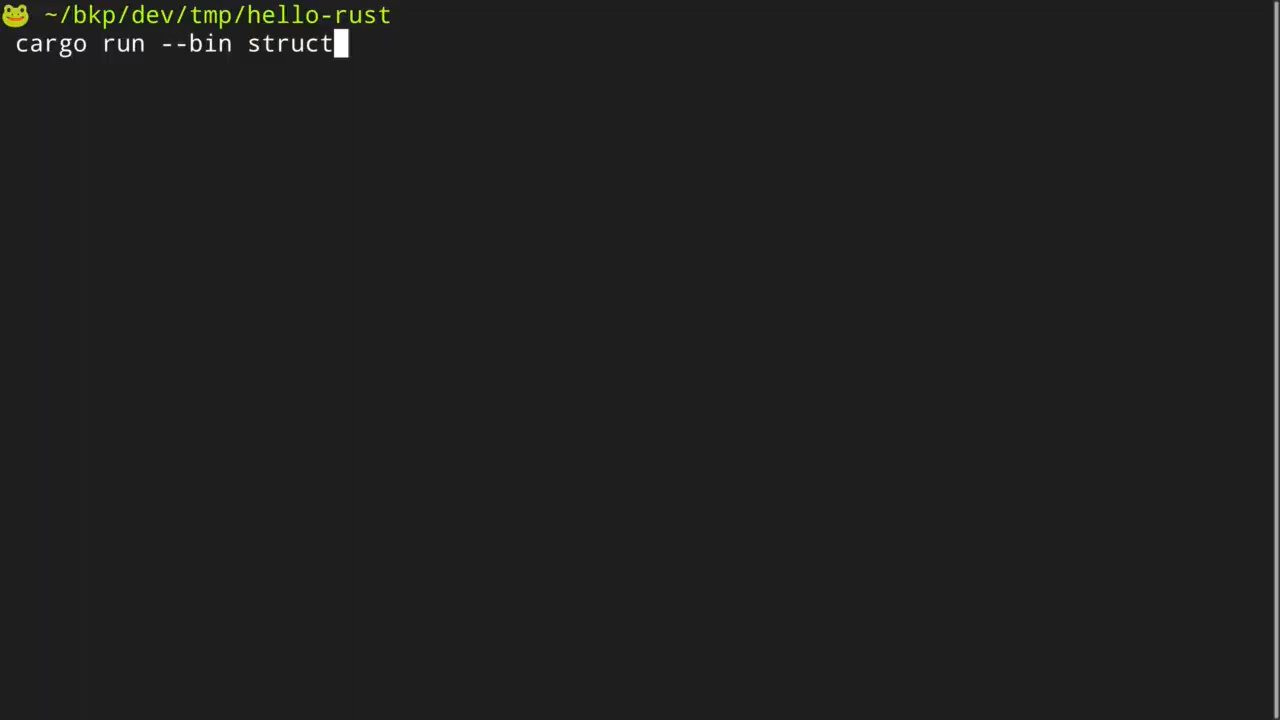 🐸 ~/bkp/dev/tmp/hello-rust
cargo run --bin struct